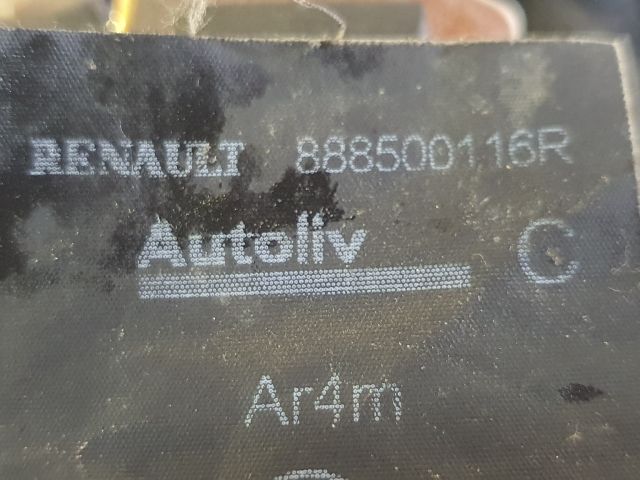 RENAULT 888500116R
Autoliv C
Ar4m